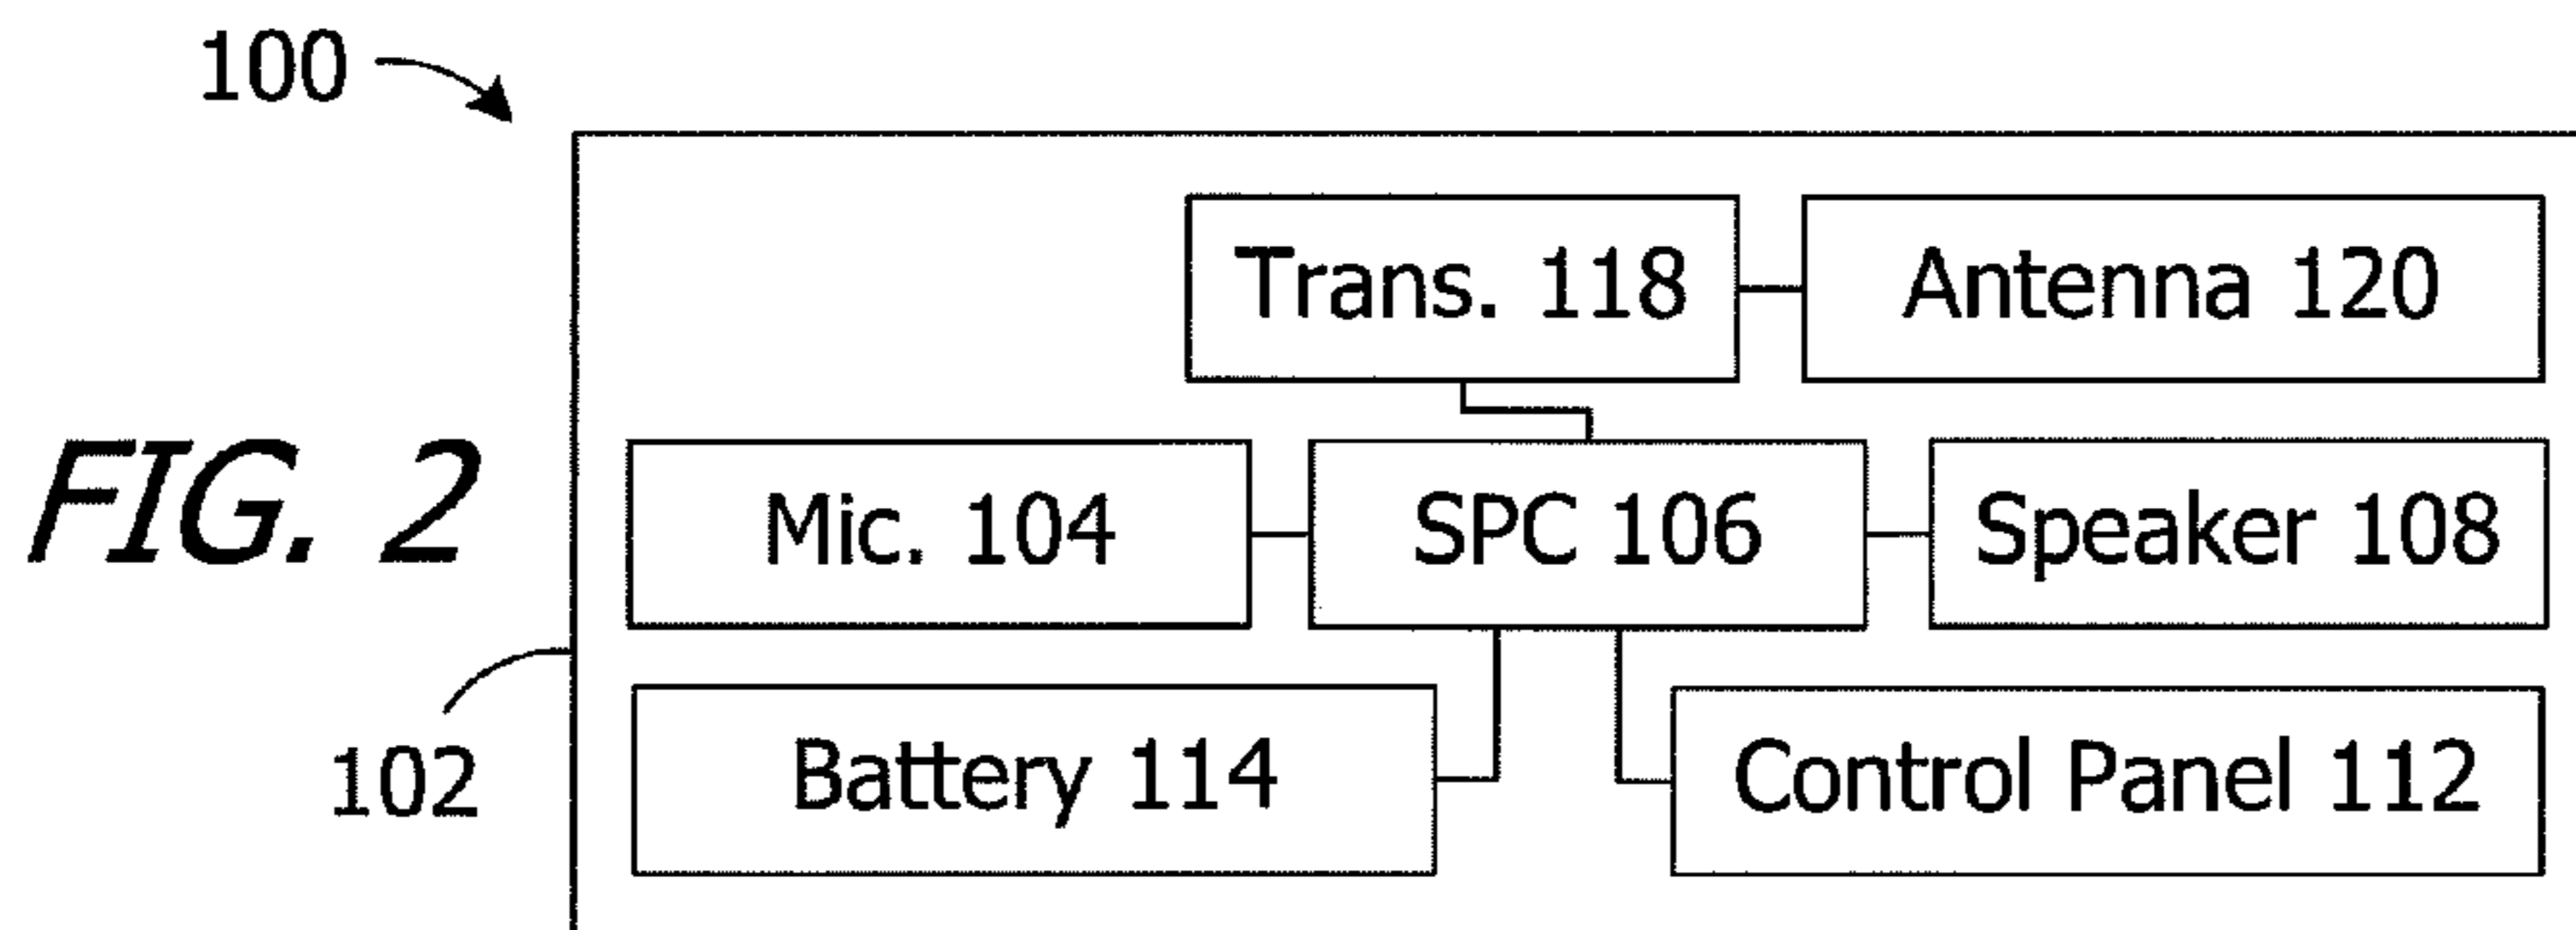 100
Trans. 118
Antenna 120
FIG. 2
Mic. 104
SPC 106
Speaker 108
102
Battery 114
Control Panel 112